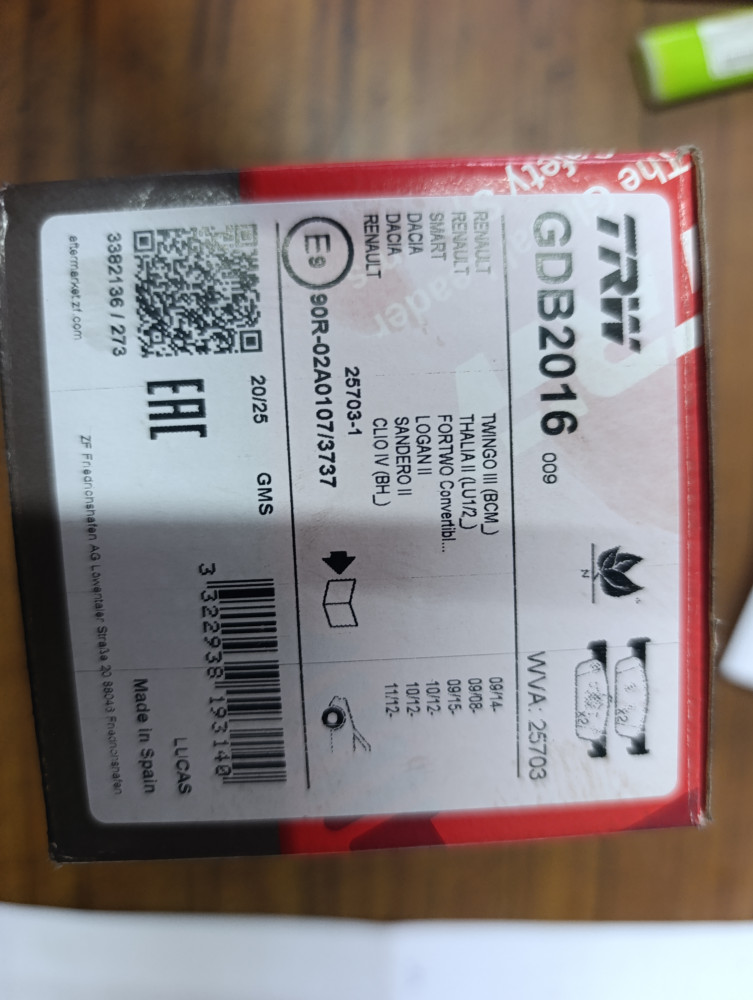 The
Safety
TRW
GDB2016 009
WVA: 25703
RENAULT TWINGO III (BCM_) 09/14-
RENAULT THALIA II (LU1/2_) 09/08-
SMART FORTWO Convertibl... 09/15-
DACIA LOGAN II 10/12-
DACIA SANDERO II 10/12-
RENAULT CLIO IV (BH_) 11/12-
25703-1
E9 90R-02A0107/3737
20/25 GMS
EAC
3 322938 193140
LUCAS
3382136 / 273
Made in Spain
aftermarket.zf.com
ZF Friedrichshafen AG Löwentaler Straße 20 88043 Friedrichshafen